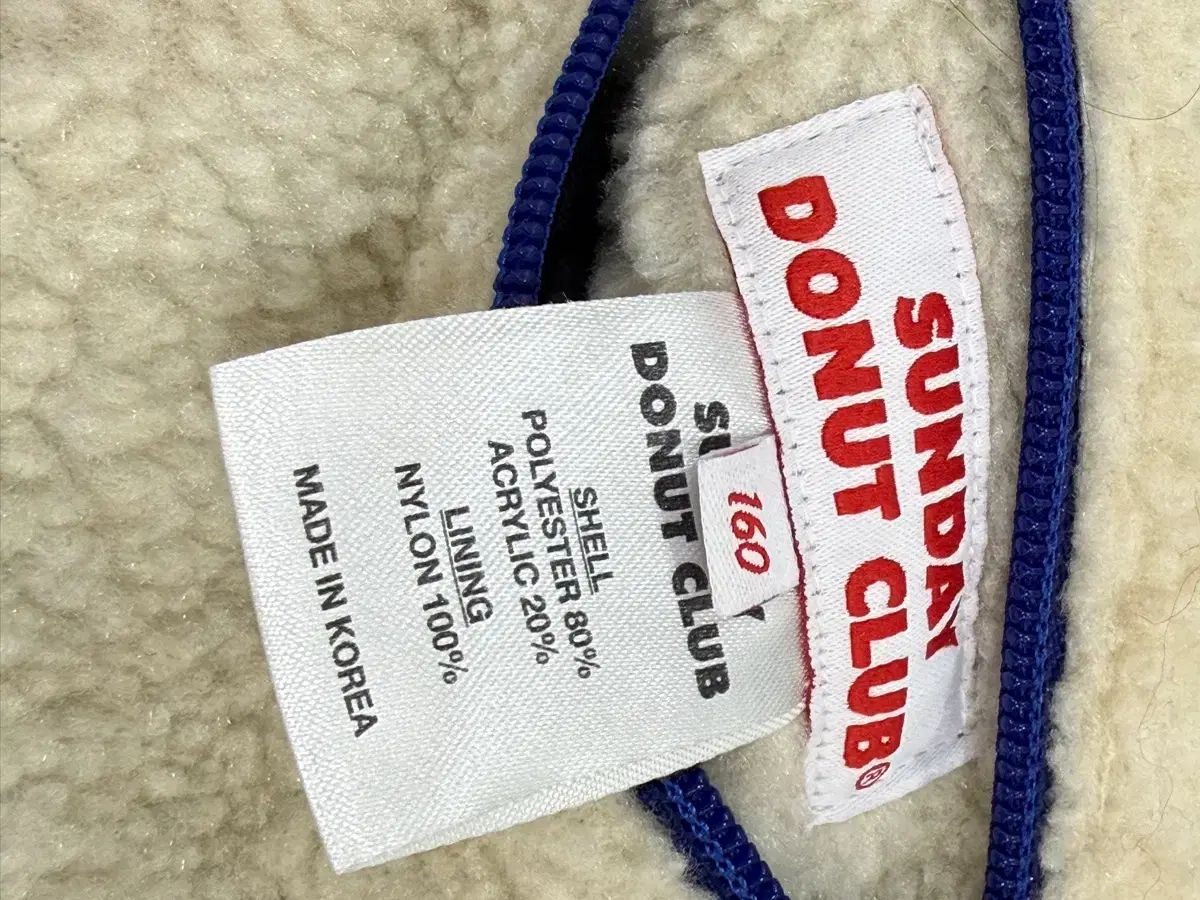 SUNDAY
DONUT CLUB®
160
DONUT CLUB
SHELL
POLYESTER 80%
ACRYLIC 20%
LINING
NYLON 100%
MADE IN KOREA